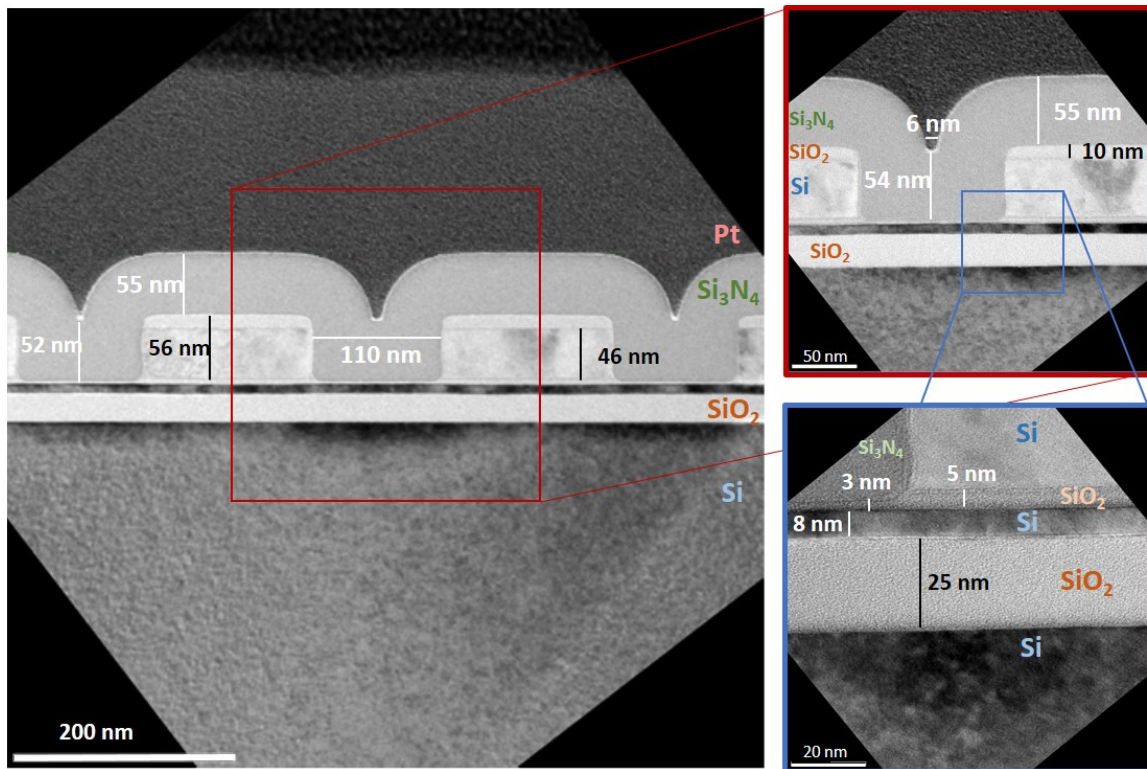 Pt
55 nm
Si₃N₄
52 nm
56 nm
110 nm
46 nm
SiO₂
Si
200 nm
6 nm
55 nm
Si₃N₄
SiO₂
10 nm
Si
54 nm
SiO₂
50 nm
Si
Si₃N₄
3 nm
5 nm
SiO₂
8 nm
Si
25 nm
SiO₂
Si
20 nm